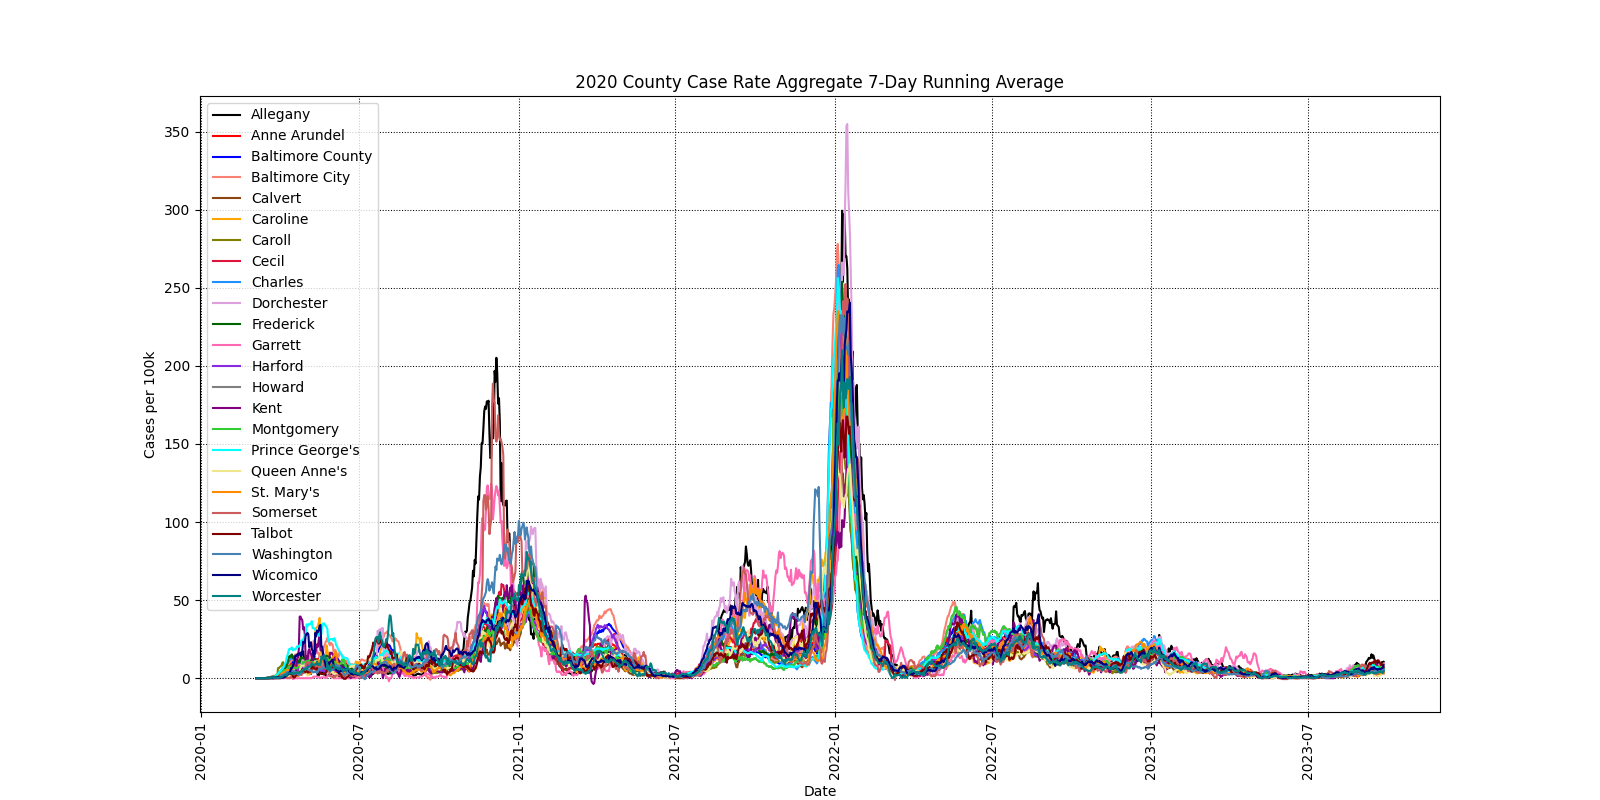 2020 County Case Rate Aggregate 7-Day Running Average
Allegany
Anne Arundel
Baltimore County
Baltimore City
Calvert
Caroline
Caroll
Cecil
Charles
Dorchester
Frederick
Garrett
Harford
Howard
Kent
Montgomery
Prince George's
Queen Anne's
St. Mary's
Somerset
Talbot
Washington
Wicomico
Worcester
Cases per 100k
350
300
250
200
150
100
50
0
2020-01
2020-07
2021-01
2021-07
2022-01
2022-07
2023-01
2023-07
Date